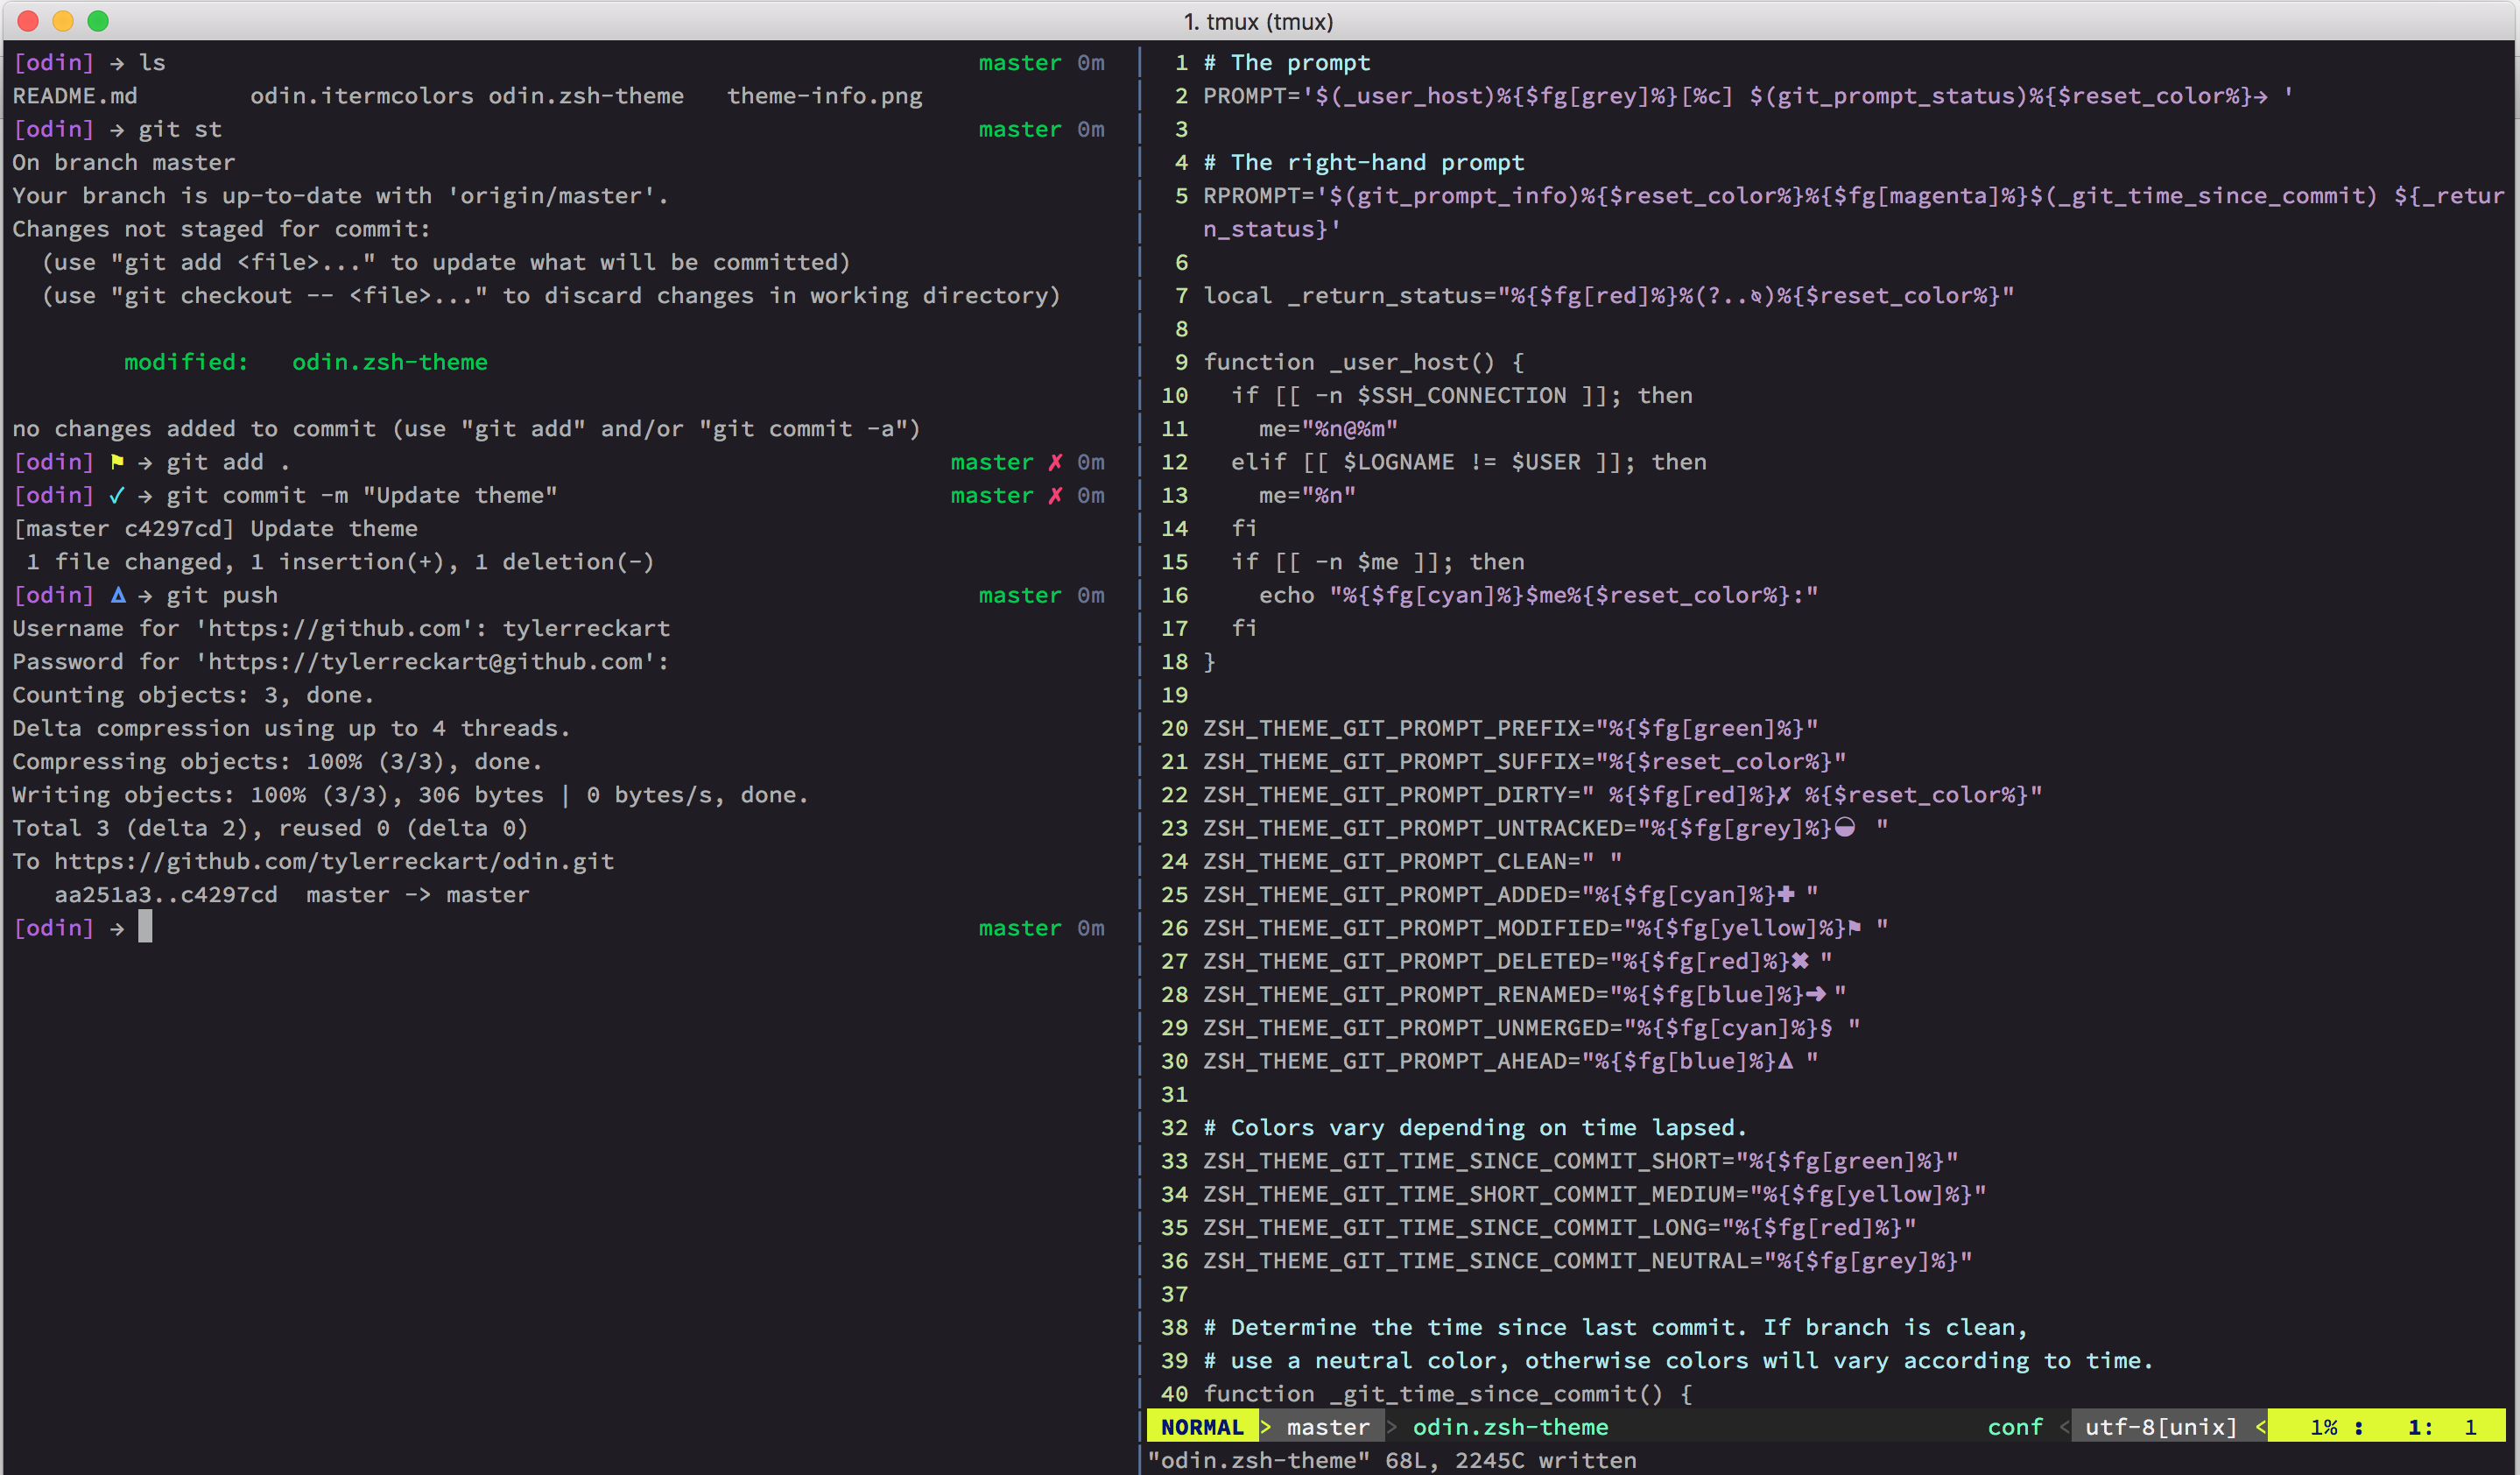 1. tmux (tmux)
[odin] → ls master 0m
README.md odin.itermcolors odin.zsh-theme theme-info.png
[odin] → git st master 0m
On branch master
Your branch is up-to-date with 'origin/master'.
Changes not staged for commit:
(use "git add <file>..." to update what will be committed)
(use "git checkout -- <file>..." to discard changes in working directory)
modified: odin.zsh-theme
no changes added to commit (use "git add" and/or "git commit -a")
[odin] ⚑ → git add . master ✗ 0m
[odin] ✓ → git commit -m "Update theme" master ✗ 0m
[master c4297cd] Update theme
1 file changed, 1 insertion(+), 1 deletion(-)
[odin] ∆ → git push master 0m
Username for 'https://github.com': tylerreckart
Password for 'https://tylerreckart@github.com':
Counting objects: 3, done.
Delta compression using up to 4 threads.
Compressing objects: 100% (3/3), done.
Writing objects: 100% (3/3), 306 bytes | 0 bytes/s, done.
Total 3 (delta 2), reused 0 (delta 0)
To https://github.com/tylerreckart/odin.git
aa251a3..c4297cd master -> master
[odin] → master 0m
1 # The prompt
2 PROMPT='$(_user_host)%{$fg[grey]%}[%c] $(git_prompt_status)%{$reset_color%}→ '
3
4 # The right-hand prompt
5 RPROMPT='$(git_prompt_info)%{$reset_color%}%{$fg[magenta]%}$(_git_time_since_commit) ${_retur
n_status}'
6
7 local _return_status="%{$fg[red]%}%(?..⍉)%{$reset_color%}"
8
9 function _user_host() {
10 if [[ -n $SSH_CONNECTION ]]; then
11 me="%n@%m"
12 elif [[ $LOGNAME != $USER ]]; then
13 me="%n"
14 fi
15 if [[ -n $me ]]; then
16 echo "%{$fg[cyan]%}$me%{$reset_color%}:"
17 fi
18 }
19
20 ZSH_THEME_GIT_PROMPT_PREFIX="%{$fg[green]%}"
21 ZSH_THEME_GIT_PROMPT_SUFFIX="%{$reset_color%}"
22 ZSH_THEME_GIT_PROMPT_DIRTY=" %{$fg[red]%}✗ %{$reset_color%}"
23 ZSH_THEME_GIT_PROMPT_UNTRACKED="%{$fg[grey]%}◒ "
24 ZSH_THEME_GIT_PROMPT_CLEAN=" "
25 ZSH_THEME_GIT_PROMPT_ADDED="%{$fg[cyan]%}✚ "
26 ZSH_THEME_GIT_PROMPT_MODIFIED="%{$fg[yellow]%}⚑ "
27 ZSH_THEME_GIT_PROMPT_DELETED="%{$fg[red]%}✖ "
28 ZSH_THEME_GIT_PROMPT_RENAMED="%{$fg[blue]%}➜ "
29 ZSH_THEME_GIT_PROMPT_UNMERGED="%{$fg[cyan]%}§ "
30 ZSH_THEME_GIT_PROMPT_AHEAD="%{$fg[blue]%}∆ "
31
32 # Colors vary depending on time lapsed.
33 ZSH_THEME_GIT_TIME_SINCE_COMMIT_SHORT="%{$fg[green]%}"
34 ZSH_THEME_GIT_TIME_SHORT_COMMIT_MEDIUM="%{$fg[yellow]%}"
35 ZSH_THEME_GIT_TIME_SINCE_COMMIT_LONG="%{$fg[red]%}"
36 ZSH_THEME_GIT_TIME_SINCE_COMMIT_NEUTRAL="%{$fg[grey]%}"
37
38 # Determine the time since last commit. If branch is clean,
39 # use a neutral color, otherwise colors will vary according to time.
40 function _git_time_since_commit() {
NORMAL > master > odin.zsh-theme conf < utf-8[unix] < 1% : 1: 1
"odin.zsh-theme" 68L, 2245C written